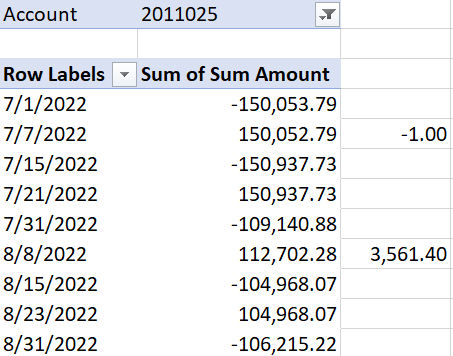 Account 2011025
Row Labels Sum of Sum Amount
7/1/2022 -150,053.79
7/7/2022 150,052.79 -1.00
7/15/2022 -150,937.73
7/21/2022 150,937.73
7/31/2022 -109,140.88
8/8/2022 112,702.28 3,561.40
8/15/2022 -104,968.07
8/23/2022 104,968.07
8/31/2022 -106,215.22